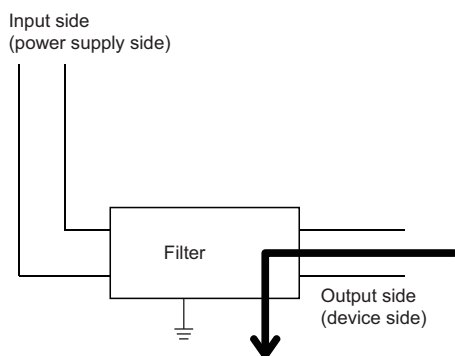 Input side
(power supply side)
Filter
Output side
(device side)